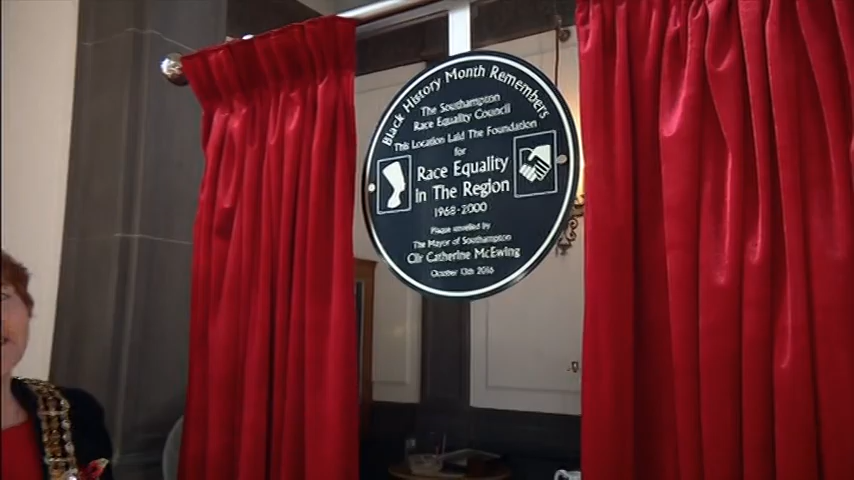 Black History Month Remembers
The Southampton
Race Equality Council
This Location Laid The Foundation
for
Race Equality
in The Region
1968-2000
Plaque unveiled by
The Mayor of Southampton
Cllr Catherine McEwing
October 13th 2016